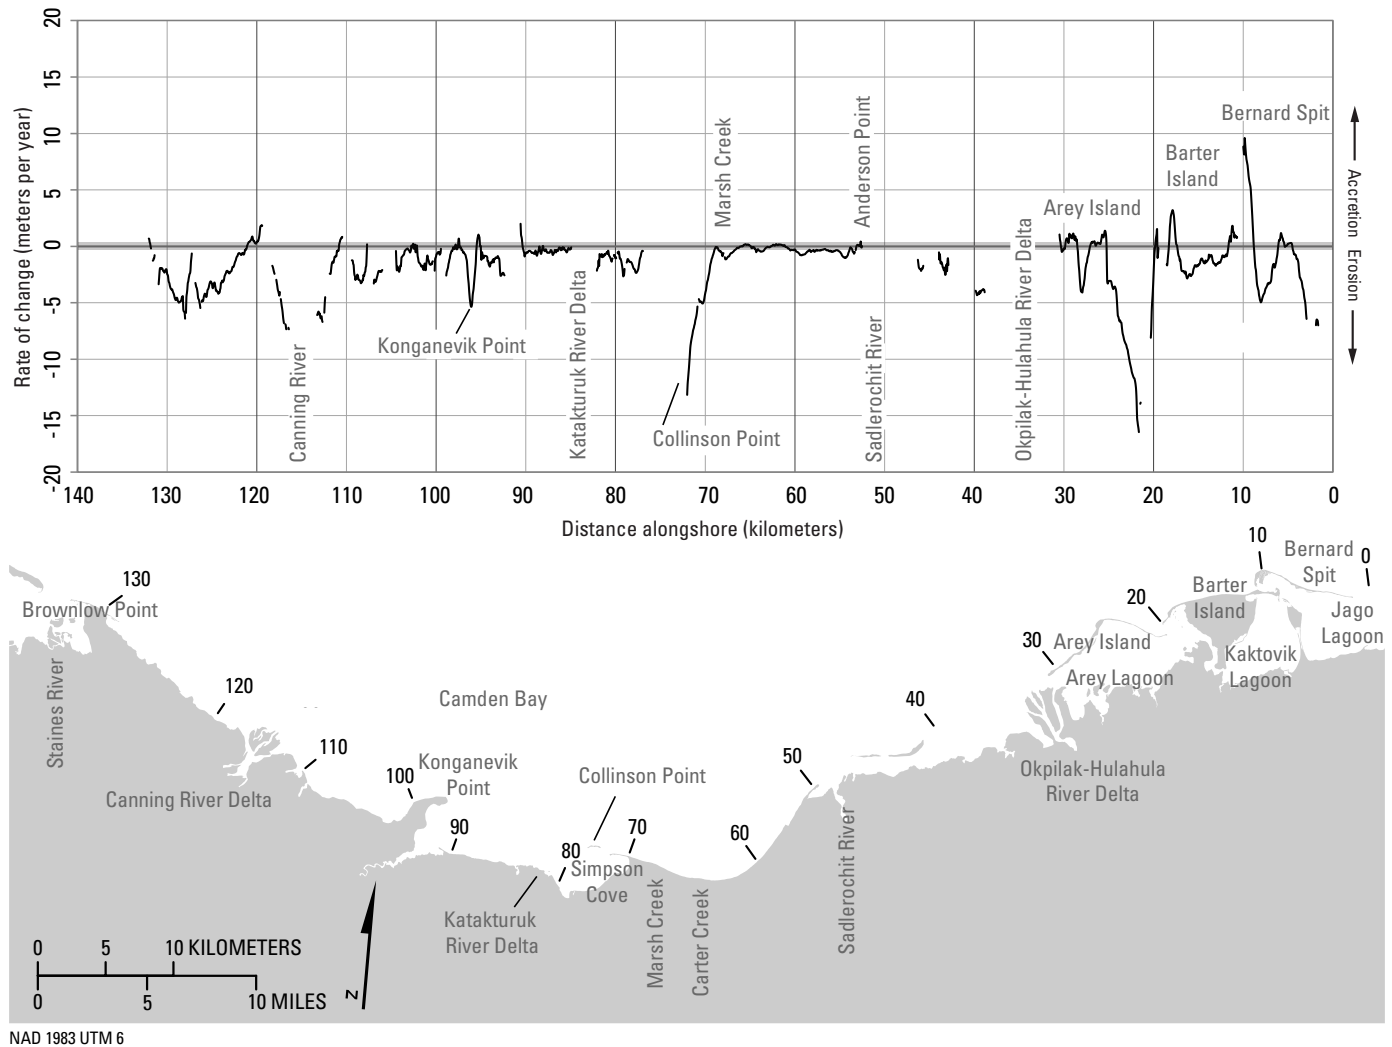 20
15
10
5
0
-5
-10
-15
-20
Rate of change (meters per year)
Bernard Spit
Barter
Island
Arey Island
Marsh Creek
Anderson Point
Okpilak-Hulahula River Delta
Konganevik Point
Canning River
Katakturuk River Delta
Collinson Point
Sadlerochit River
Accretion
Erosion
140
130
120
110
100
90
80
70
60
50
40
30
20
10
0
Distance alongshore (kilometers)
10
Bernard
Spit
0
130
Brownlow Point
Barter
Island
20
Jago
Lagoon
30
Arey Island
Kaktovik
Lagoon
Arey Lagoon
Staines River
120
Camden Bay
40
110
Konganevik
Point
100
50
Collinson Point
Okpilak-Hulahula
River Delta
Canning River Delta
90
70
60
80
Simpson
Cove
Katakturuk
River Delta
Marsh Creek
Carter Creek
Sadlerochit River
0
5
10 KILOMETERS
0
5
10 MILES
N
NAD 1983 UTM 6